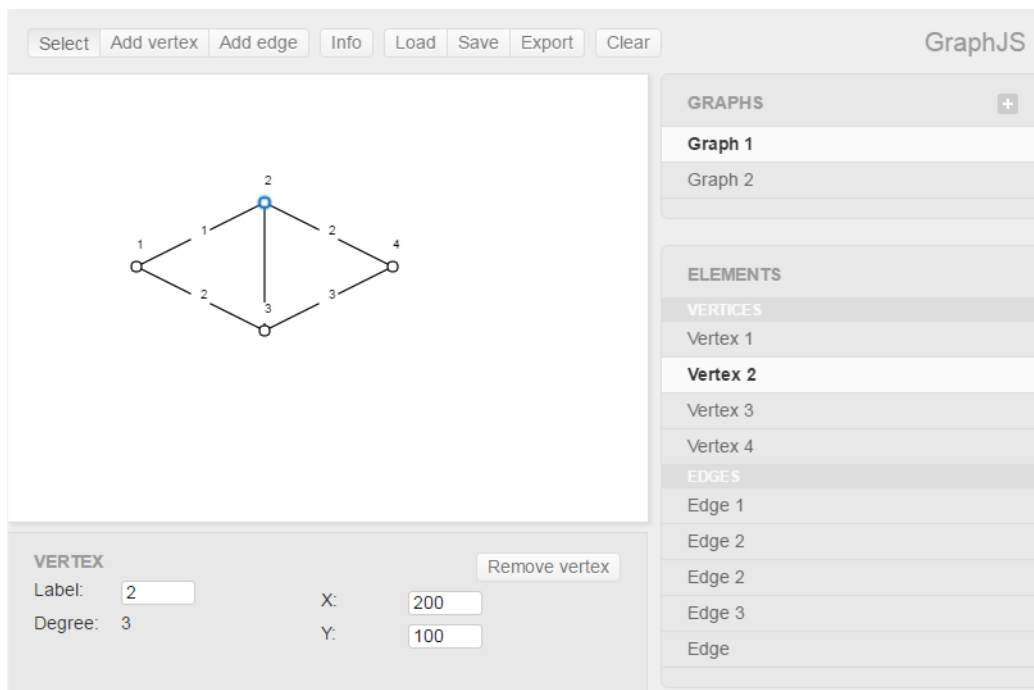 Select Add vertex Add edge Info Load Save Export Clear GraphJS
GRAPHS
Graph 1
Graph 2
2
1 2
1 4
2 3
3
ELEMENTS
VERTICES
Vertex 1
Vertex 2
Vertex 3
Vertex 4
EDGES
Edge 1
Edge 2
Edge 2
Edge 3
Edge
VERTEX Remove vertex
Label: 2 X: 200
Degree: 3 Y: 100